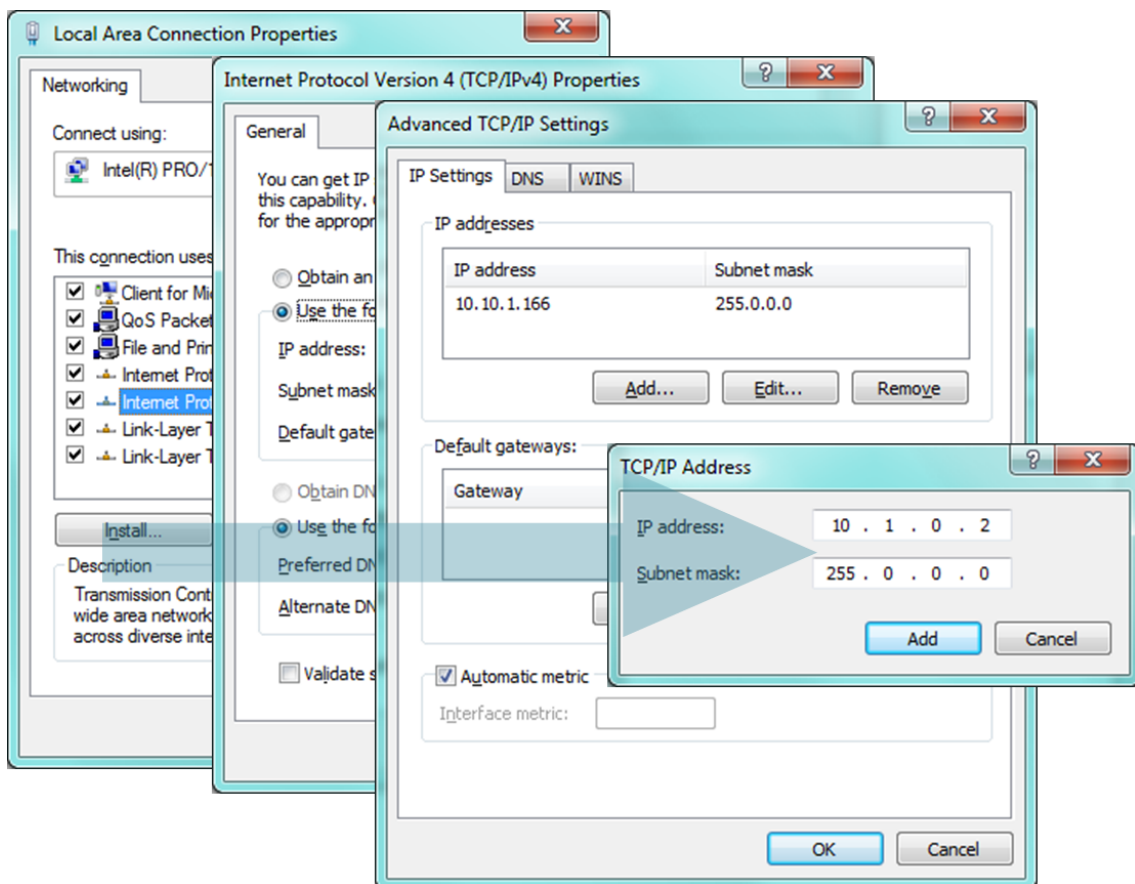 Local Area Connection Properties
Networking
Connect using:
Intel(R) PRO/1
This connection uses
Client for Mi
QoS Packet
File and Prin
Internet Prot
Internet Prot
Link-Layer T
Link-Layer T
Install...
Description
Transmission Cont
wide area network
across diverse inte
Internet Protocol Version 4 (TCP/IPv4) Properties
General
You can get IP
this capability.
for the appropr
Obtain an
Use the fo
IP address:
Subnet mask
Default gate
Obtain DN
Use the fo
Preferred DN
Alternate DN
Validate s
Advanced TCP/IP Settings
IP Settings DNS WINS
IP addresses
IP address Subnet mask
10.10.1.166 255.0.0.0
Add... Edit... Remove
Default gateways:
Gateway
Automatic metric
Interface metric:
OK Cancel
TCP/IP Address
IP address: 10 . 1 . 0 . 2
Subnet mask: 255 . 0 . 0 . 0
Add Cancel